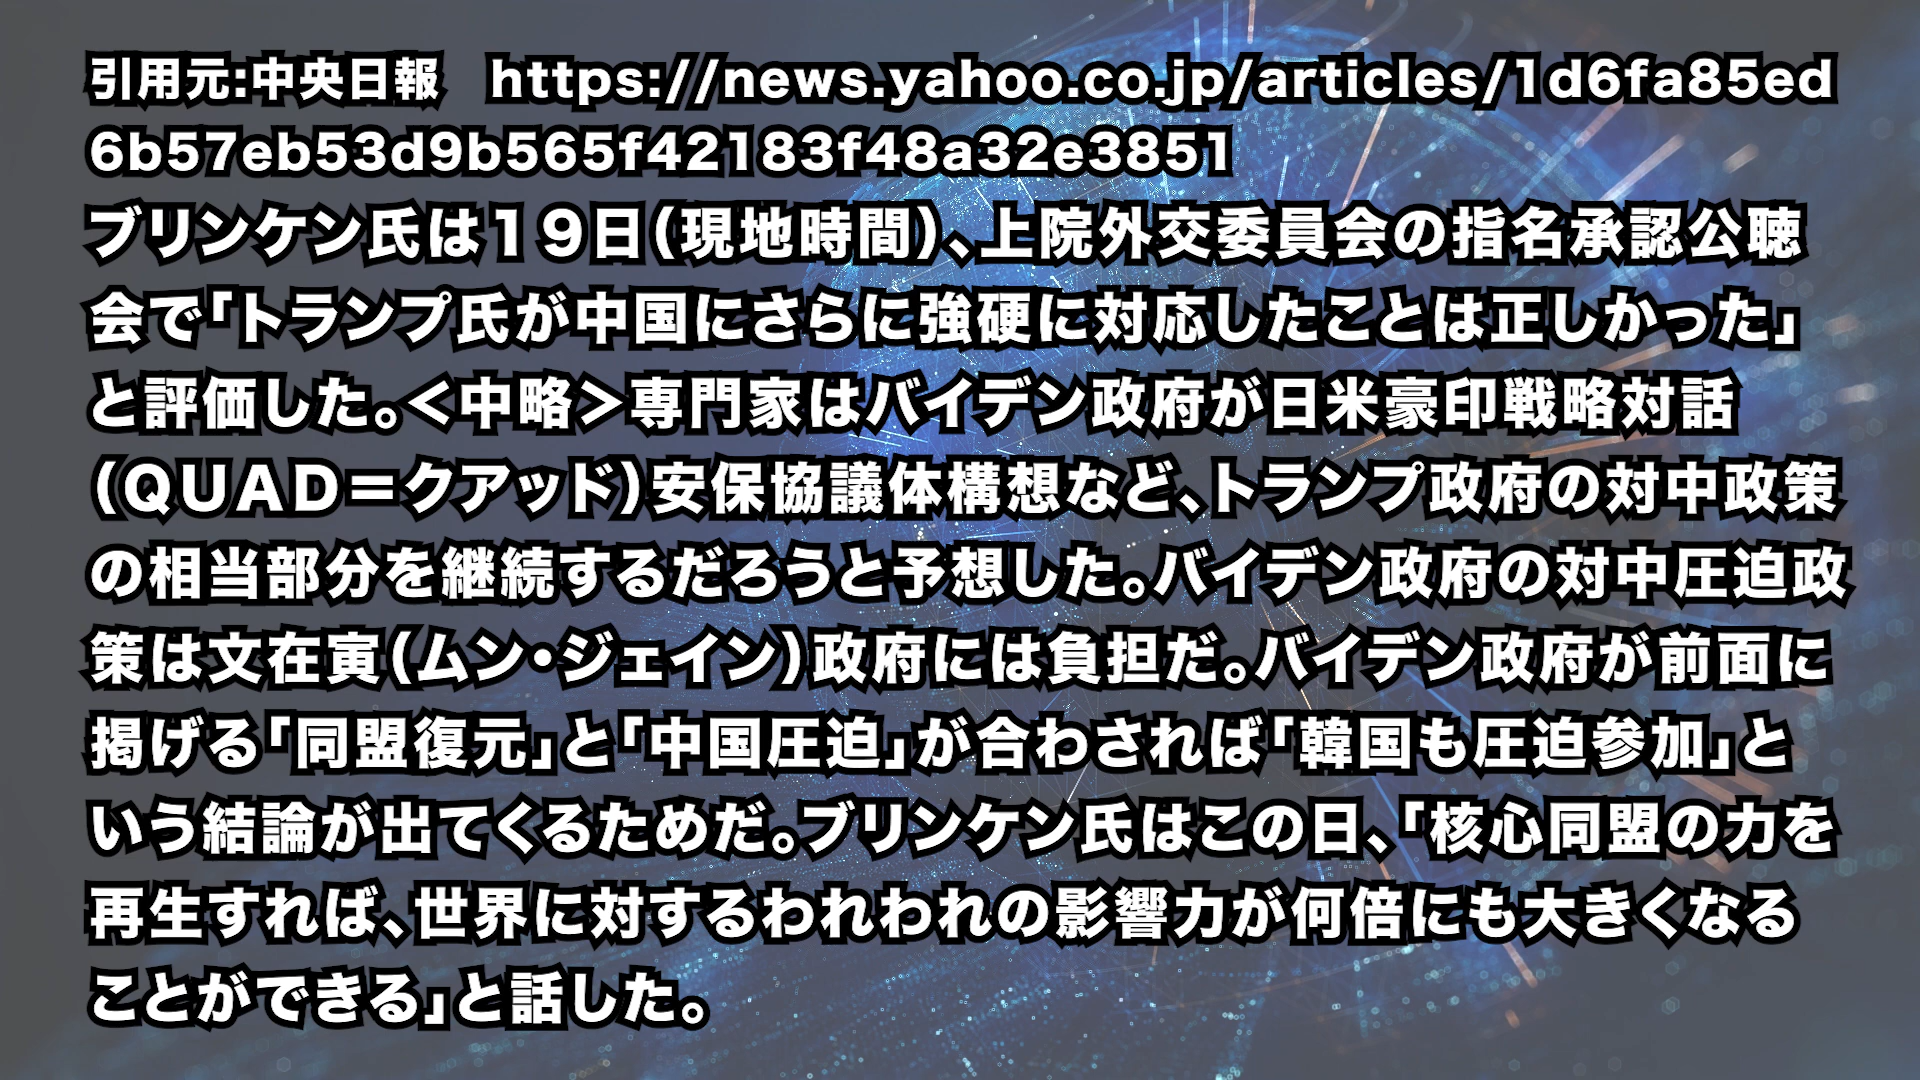 引用元:中央日報　https://news.yahoo.co.jp/articles/1d6fa85ed
6b57eb53d9b565f42183f48a32e3851
ブリンケン氏は１９日（現地時間）、上院外交委員会の指名承認公聴
会で「トランプ氏が中国にさらに強硬に対応したことは正しかった」
と評価した。＜中略＞専門家はバイデン政府が日米豪印戦略対話
（ＱＵＡＤ＝クアッド）安保協議体構想など、トランプ政府の対中政策
の相当部分を継続するだろうと予想した。バイデン政府の対中圧迫政
策は文在寅（ムン・ジェイン）政府には負担だ。バイデン政府が前面に
掲げる「同盟復元」と「中国圧迫」が合わされば「韓国も圧迫参加」と
いう結論が出てくるためだ。ブリンケン氏はこの日、「核心同盟の力を
再生すれば、世界に対するわれわれの影響力が何倍にも大きくなる
ことができる」と話した。